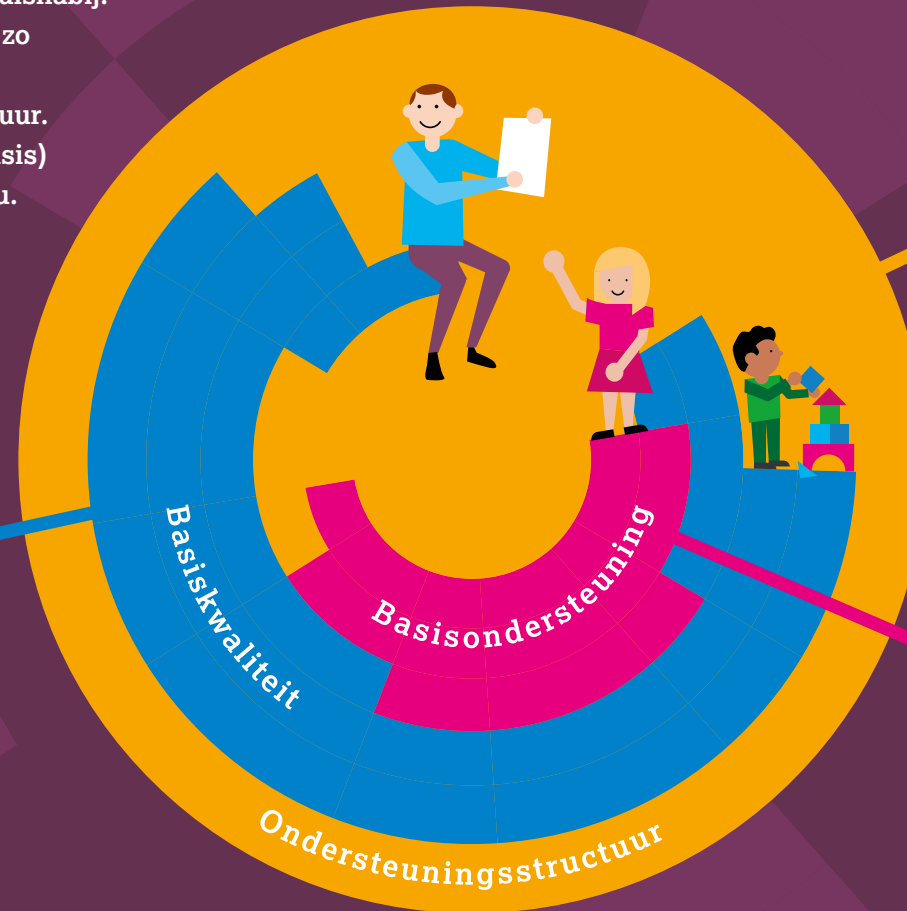 zo
uur.
sis)
u.
Basiskwaliteit
Basisondersteuning
Ondersteuningsstructuur